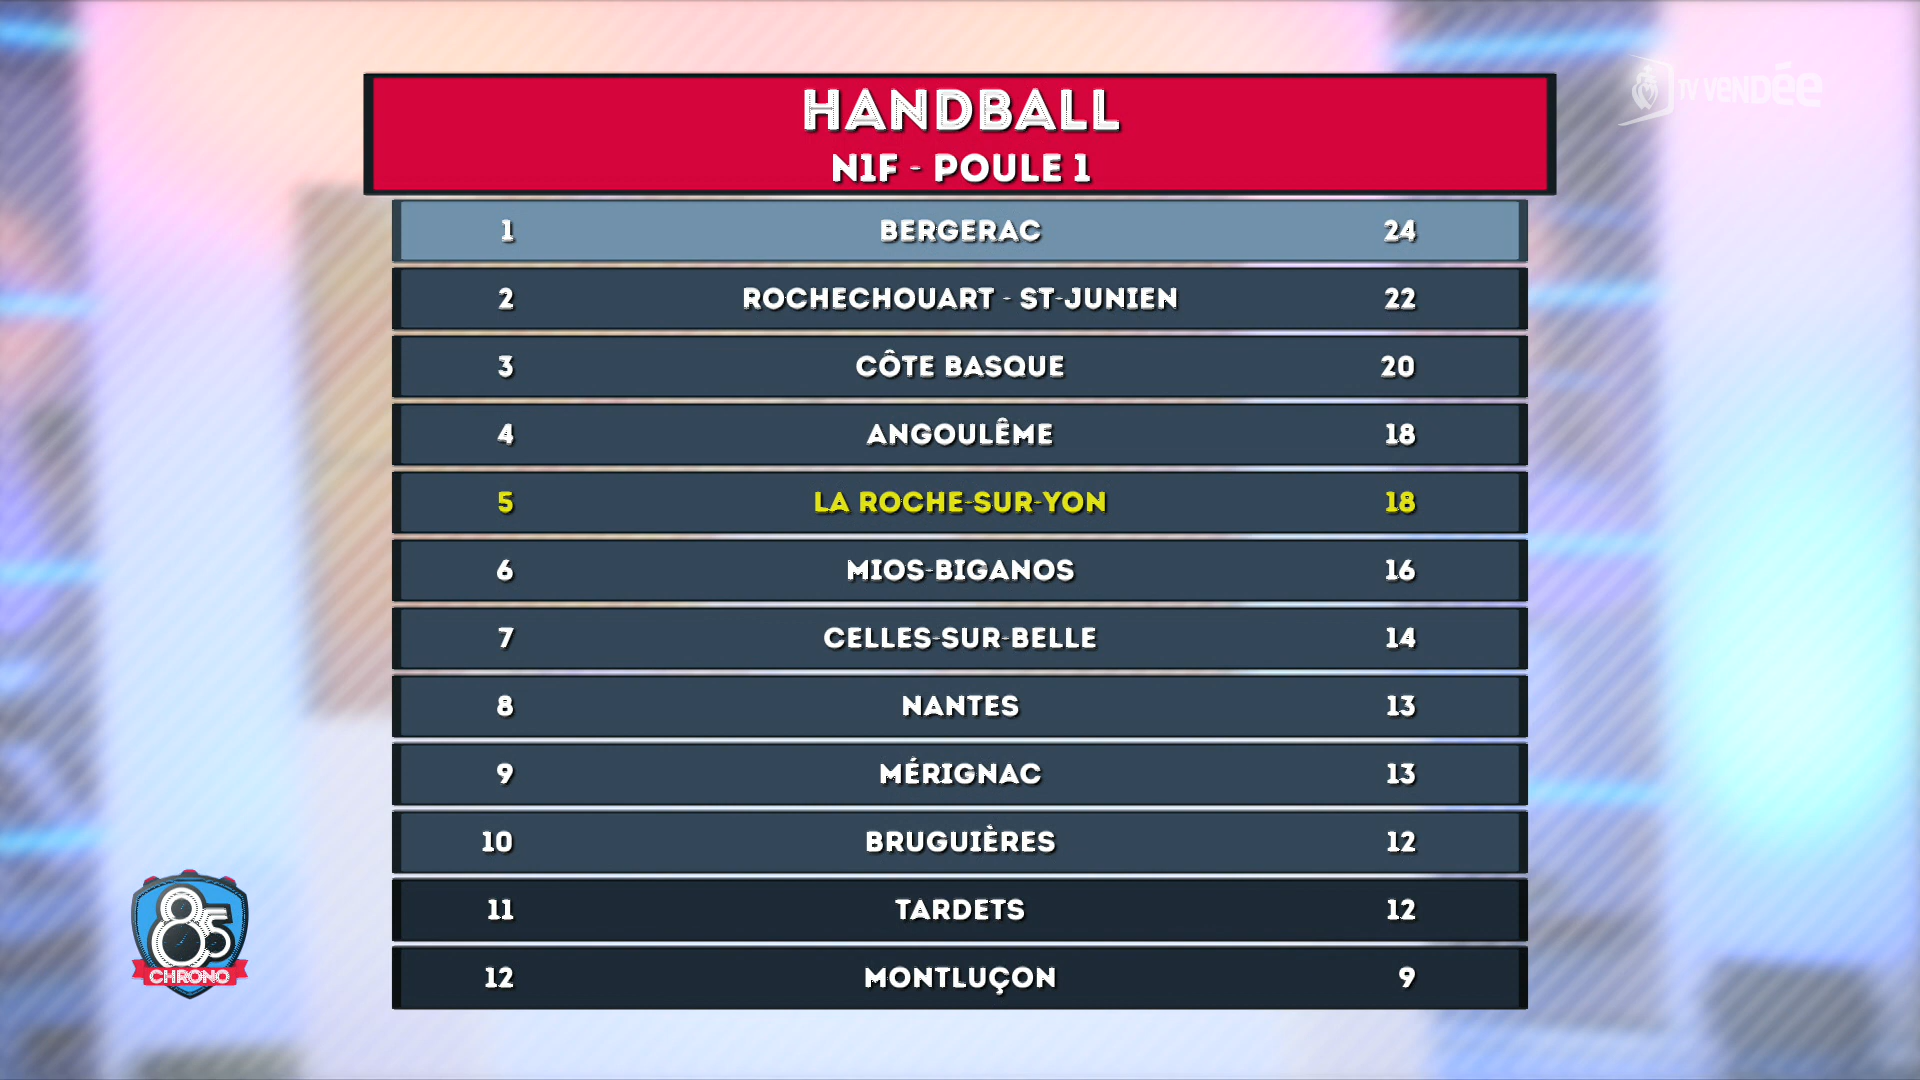 TV VENDÉE
HANDBALL
N1F - POULE 1
1 BERGERAC 24
2 ROCHECHOUART - ST-JUNIEN 22
3 CÔTE BASQUE 20
4 ANGOULÊME 18
5 LA ROCHE-SUR-YON 18
6 MIOS-BIGANOS 16
7 CELLES-SUR-BELLE 14
8 NANTES 13
9 MÉRIGNAC 13
10 BRUGUIÈRES 12
11 TARDETS 12
12 MONTLUÇON 9
85
CHRONO